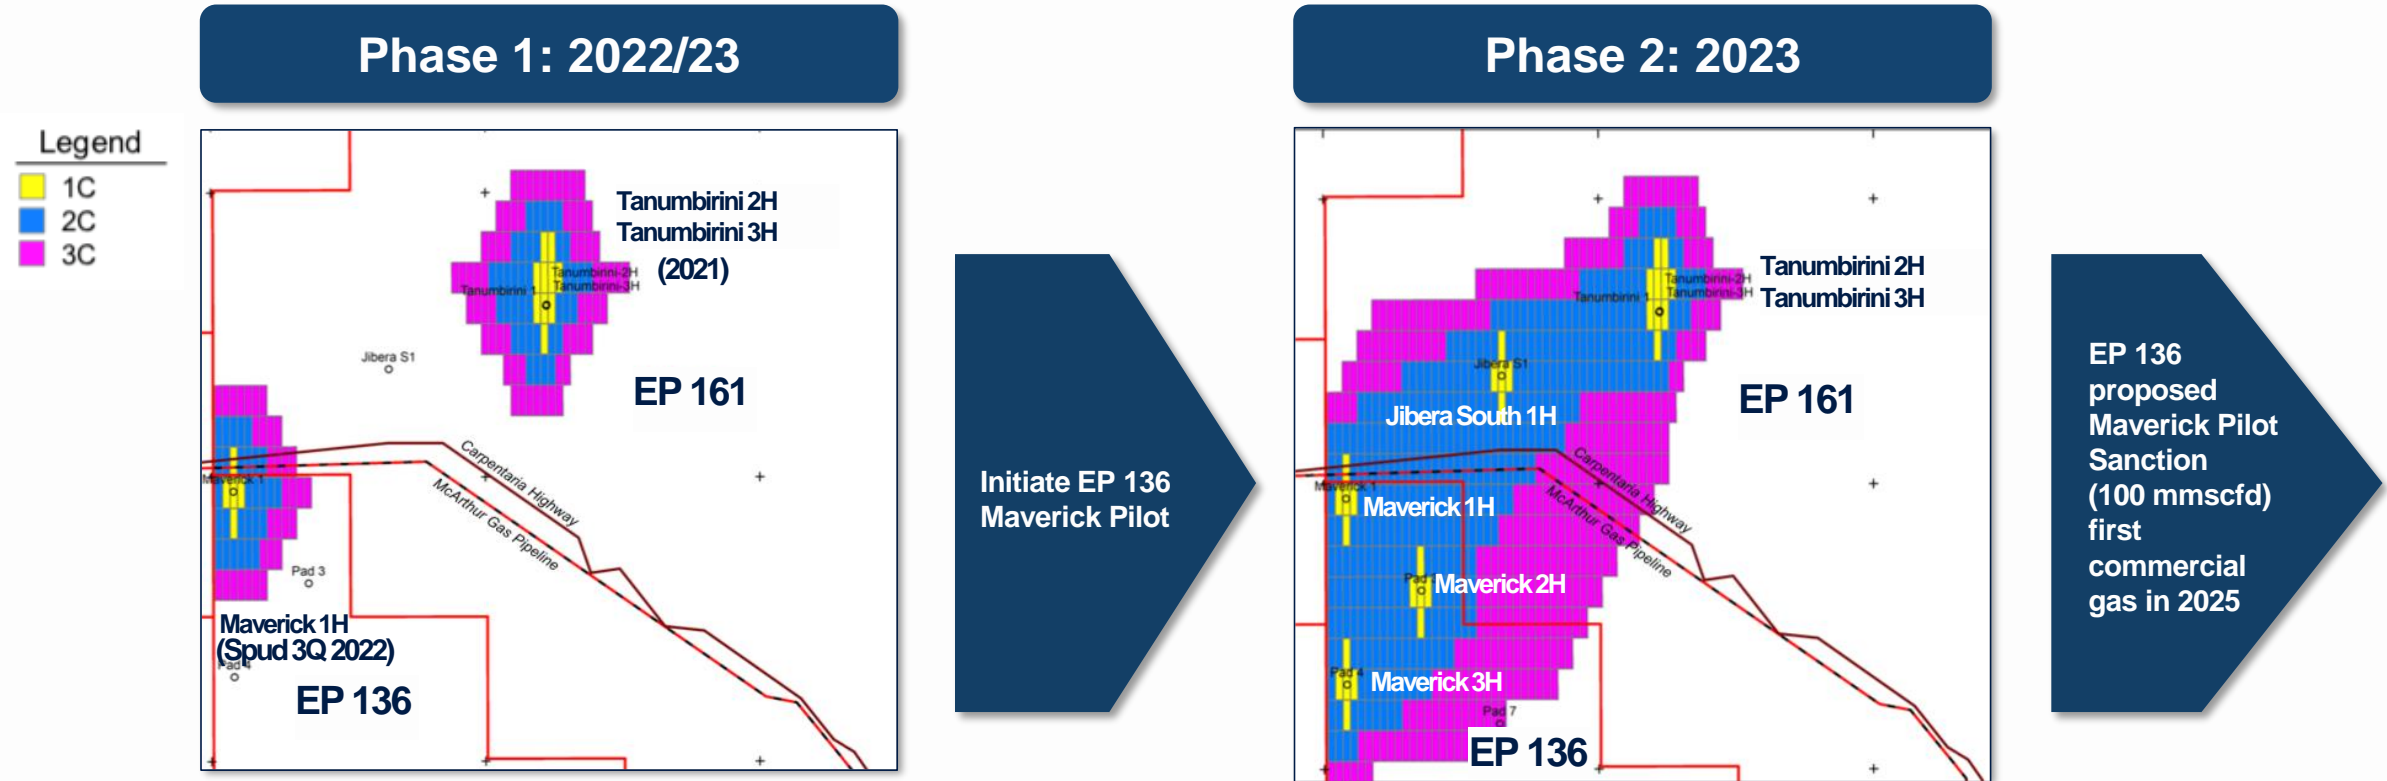 Phase 1: 2022/23
Phase 2: 2023
Legend
1C
2C
3C
Tanumbirini 2H
Tanumbirini 3H
(2021)
Tanumbirini-2H
Tanumbirini-3H
Tanumbirini 1
Jibera S1
EP 161
Carpentaria Highway
McArthur Gas Pipeline
Maverick 1
Pad 3
Maverick 1H
(Spud 3Q 2022)
Pad 4
EP 136
Initiate EP 136
Maverick Pilot
Tanumbirini 2H
Tanumbirini 3H
Tanumbirini-2H
Tanumbirini-3H
Tanumbirini 1
Jibera S1
EP 161
Jibera South 1H
Carpentaria Highway
McArthur Gas Pipeline
Maverick 1
Maverick 1H
Maverick 2H
Pad 4
Maverick 3H
Pad 7
EP 136
EP 136
proposed
Maverick Pilot
Sanction
(100 mmscfd)
first
commercial
gas in 2025